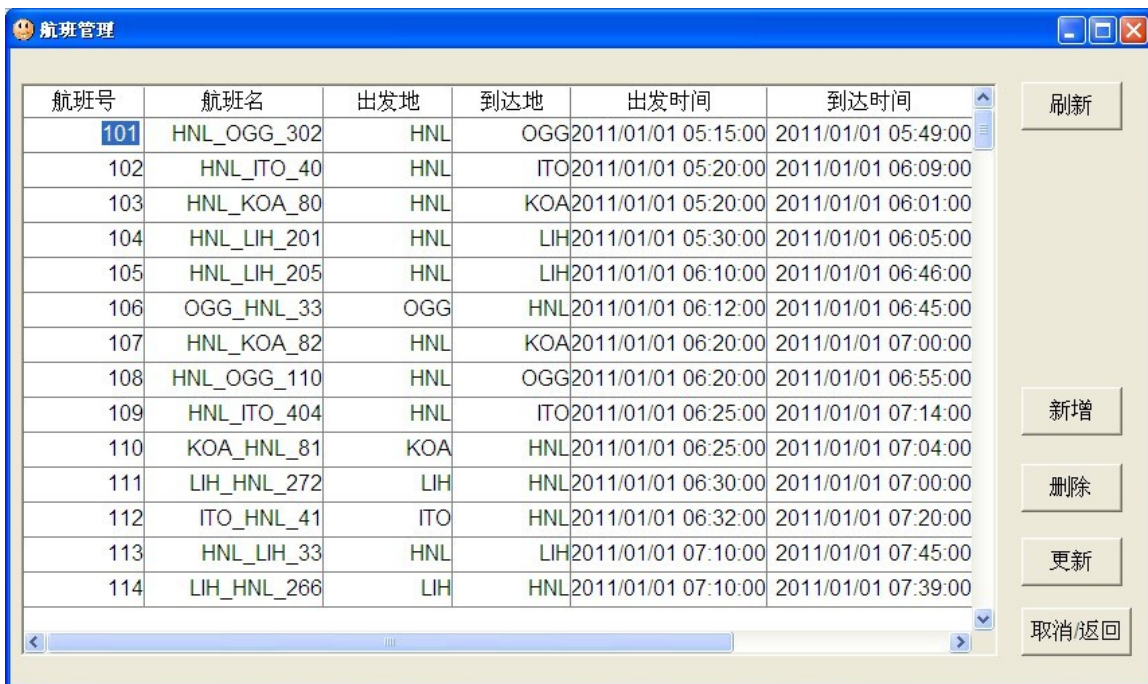 航班管理
航班号 航班名 出发地 到达地 出发时间 到达时间
刷新
101 HNL_OGG_302 HNL OGG 2011/01/01 05:15:00 2011/01/01 05:49:00
102 HNL_ITO_40 HNL ITO 2011/01/01 05:20:00 2011/01/01 06:09:00
103 HNL_KOA_80 HNL KOA 2011/01/01 05:20:00 2011/01/01 06:01:00
104 HNL_LIH_201 HNL LIH 2011/01/01 05:30:00 2011/01/01 06:05:00
105 HNL_LIH_205 HNL LIH 2011/01/01 06:10:00 2011/01/01 06:46:00
106 OGG_HNL_33 OGG HNL 2011/01/01 06:12:00 2011/01/01 06:45:00
107 HNL_KOA_82 HNL KOA 2011/01/01 06:20:00 2011/01/01 07:00:00
108 HNL_OGG_110 HNL OGG 2011/01/01 06:20:00 2011/01/01 06:55:00
109 HNL_ITO_404 HNL ITO 2011/01/01 06:25:00 2011/01/01 07:14:00
新增
110 KOA_HNL_81 KOA HNL 2011/01/01 06:25:00 2011/01/01 07:04:00
111 LIH_HNL_272 LIH HNL 2011/01/01 06:30:00 2011/01/01 07:00:00
删除
112 ITO_HNL_41 ITO HNL 2011/01/01 06:32:00 2011/01/01 07:20:00
113 HNL_LIH_33 HNL LIH 2011/01/01 07:10:00 2011/01/01 07:45:00
更新
114 LIH_HNL_266 LIH HNL 2011/01/01 07:10:00 2011/01/01 07:39:00
取消/返回